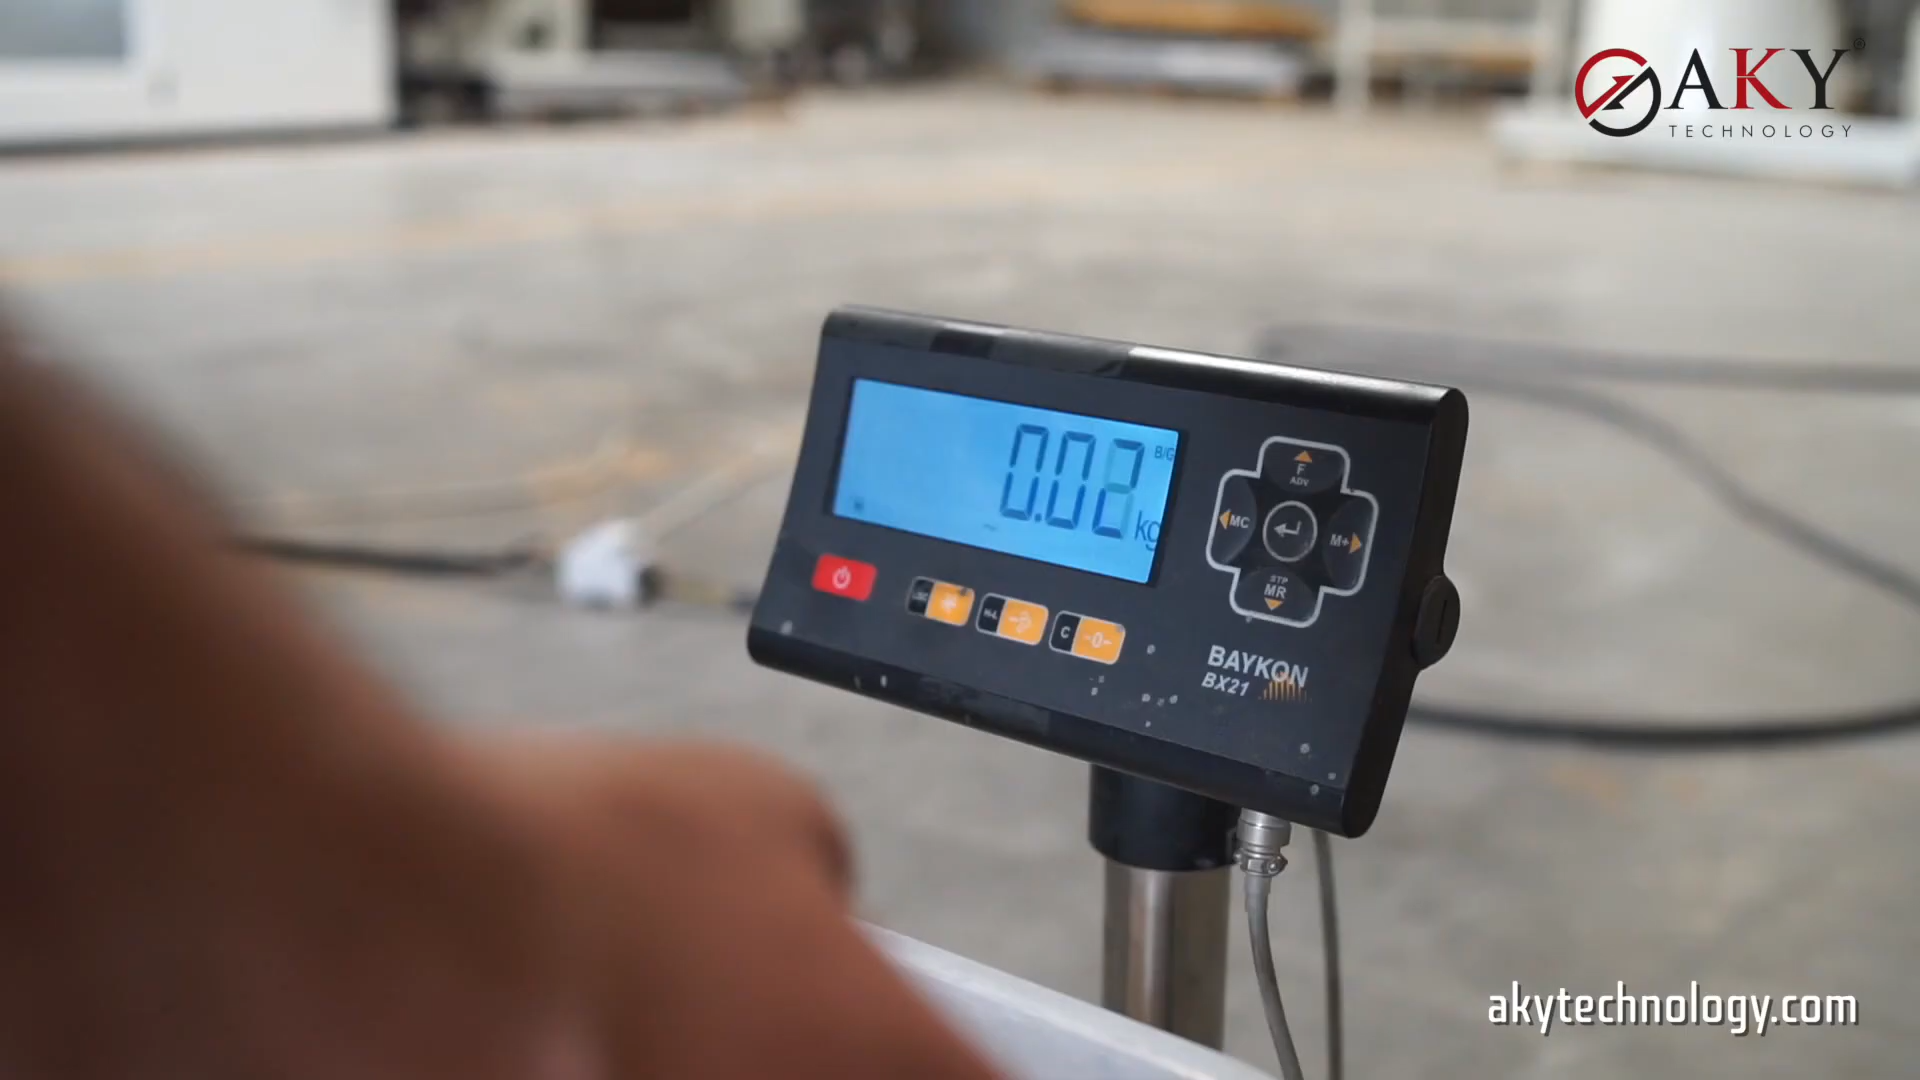 AKY®
TECHNOLOGY
0.02
B/G
kg
F
ADV
MC
M+
STP
MR
H-L
C
-0-
BAYKON
BX21
akytechnology.com